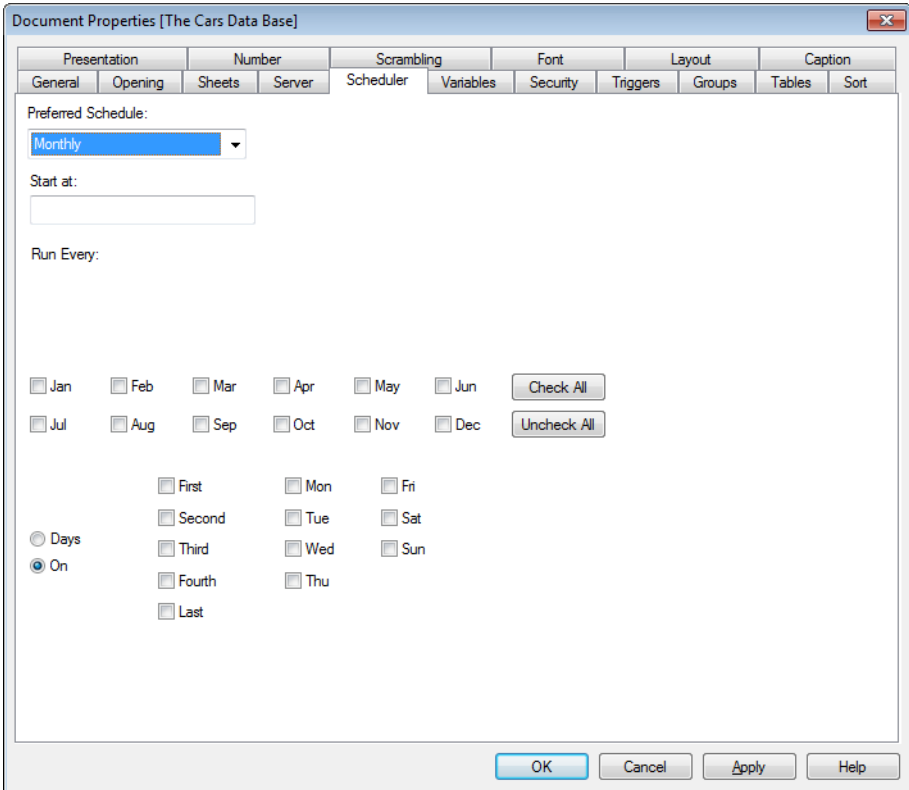 Document Properties [The Cars Data Base]
Presentation Number Scrambling Font Layout Caption
General Opening Sheets Server Scheduler Variables Security Triggers Groups Tables Sort
Preferred Schedule:
Monthly
Start at:
Run Every:
Jan Feb Mar Apr May Jun Check All
Jul Aug Sep Oct Nov Dec Uncheck All
First Mon Fri
Second Tue Sat
Days
Third Wed Sun
On
Fourth Thu
Last
OK Cancel Apply Help